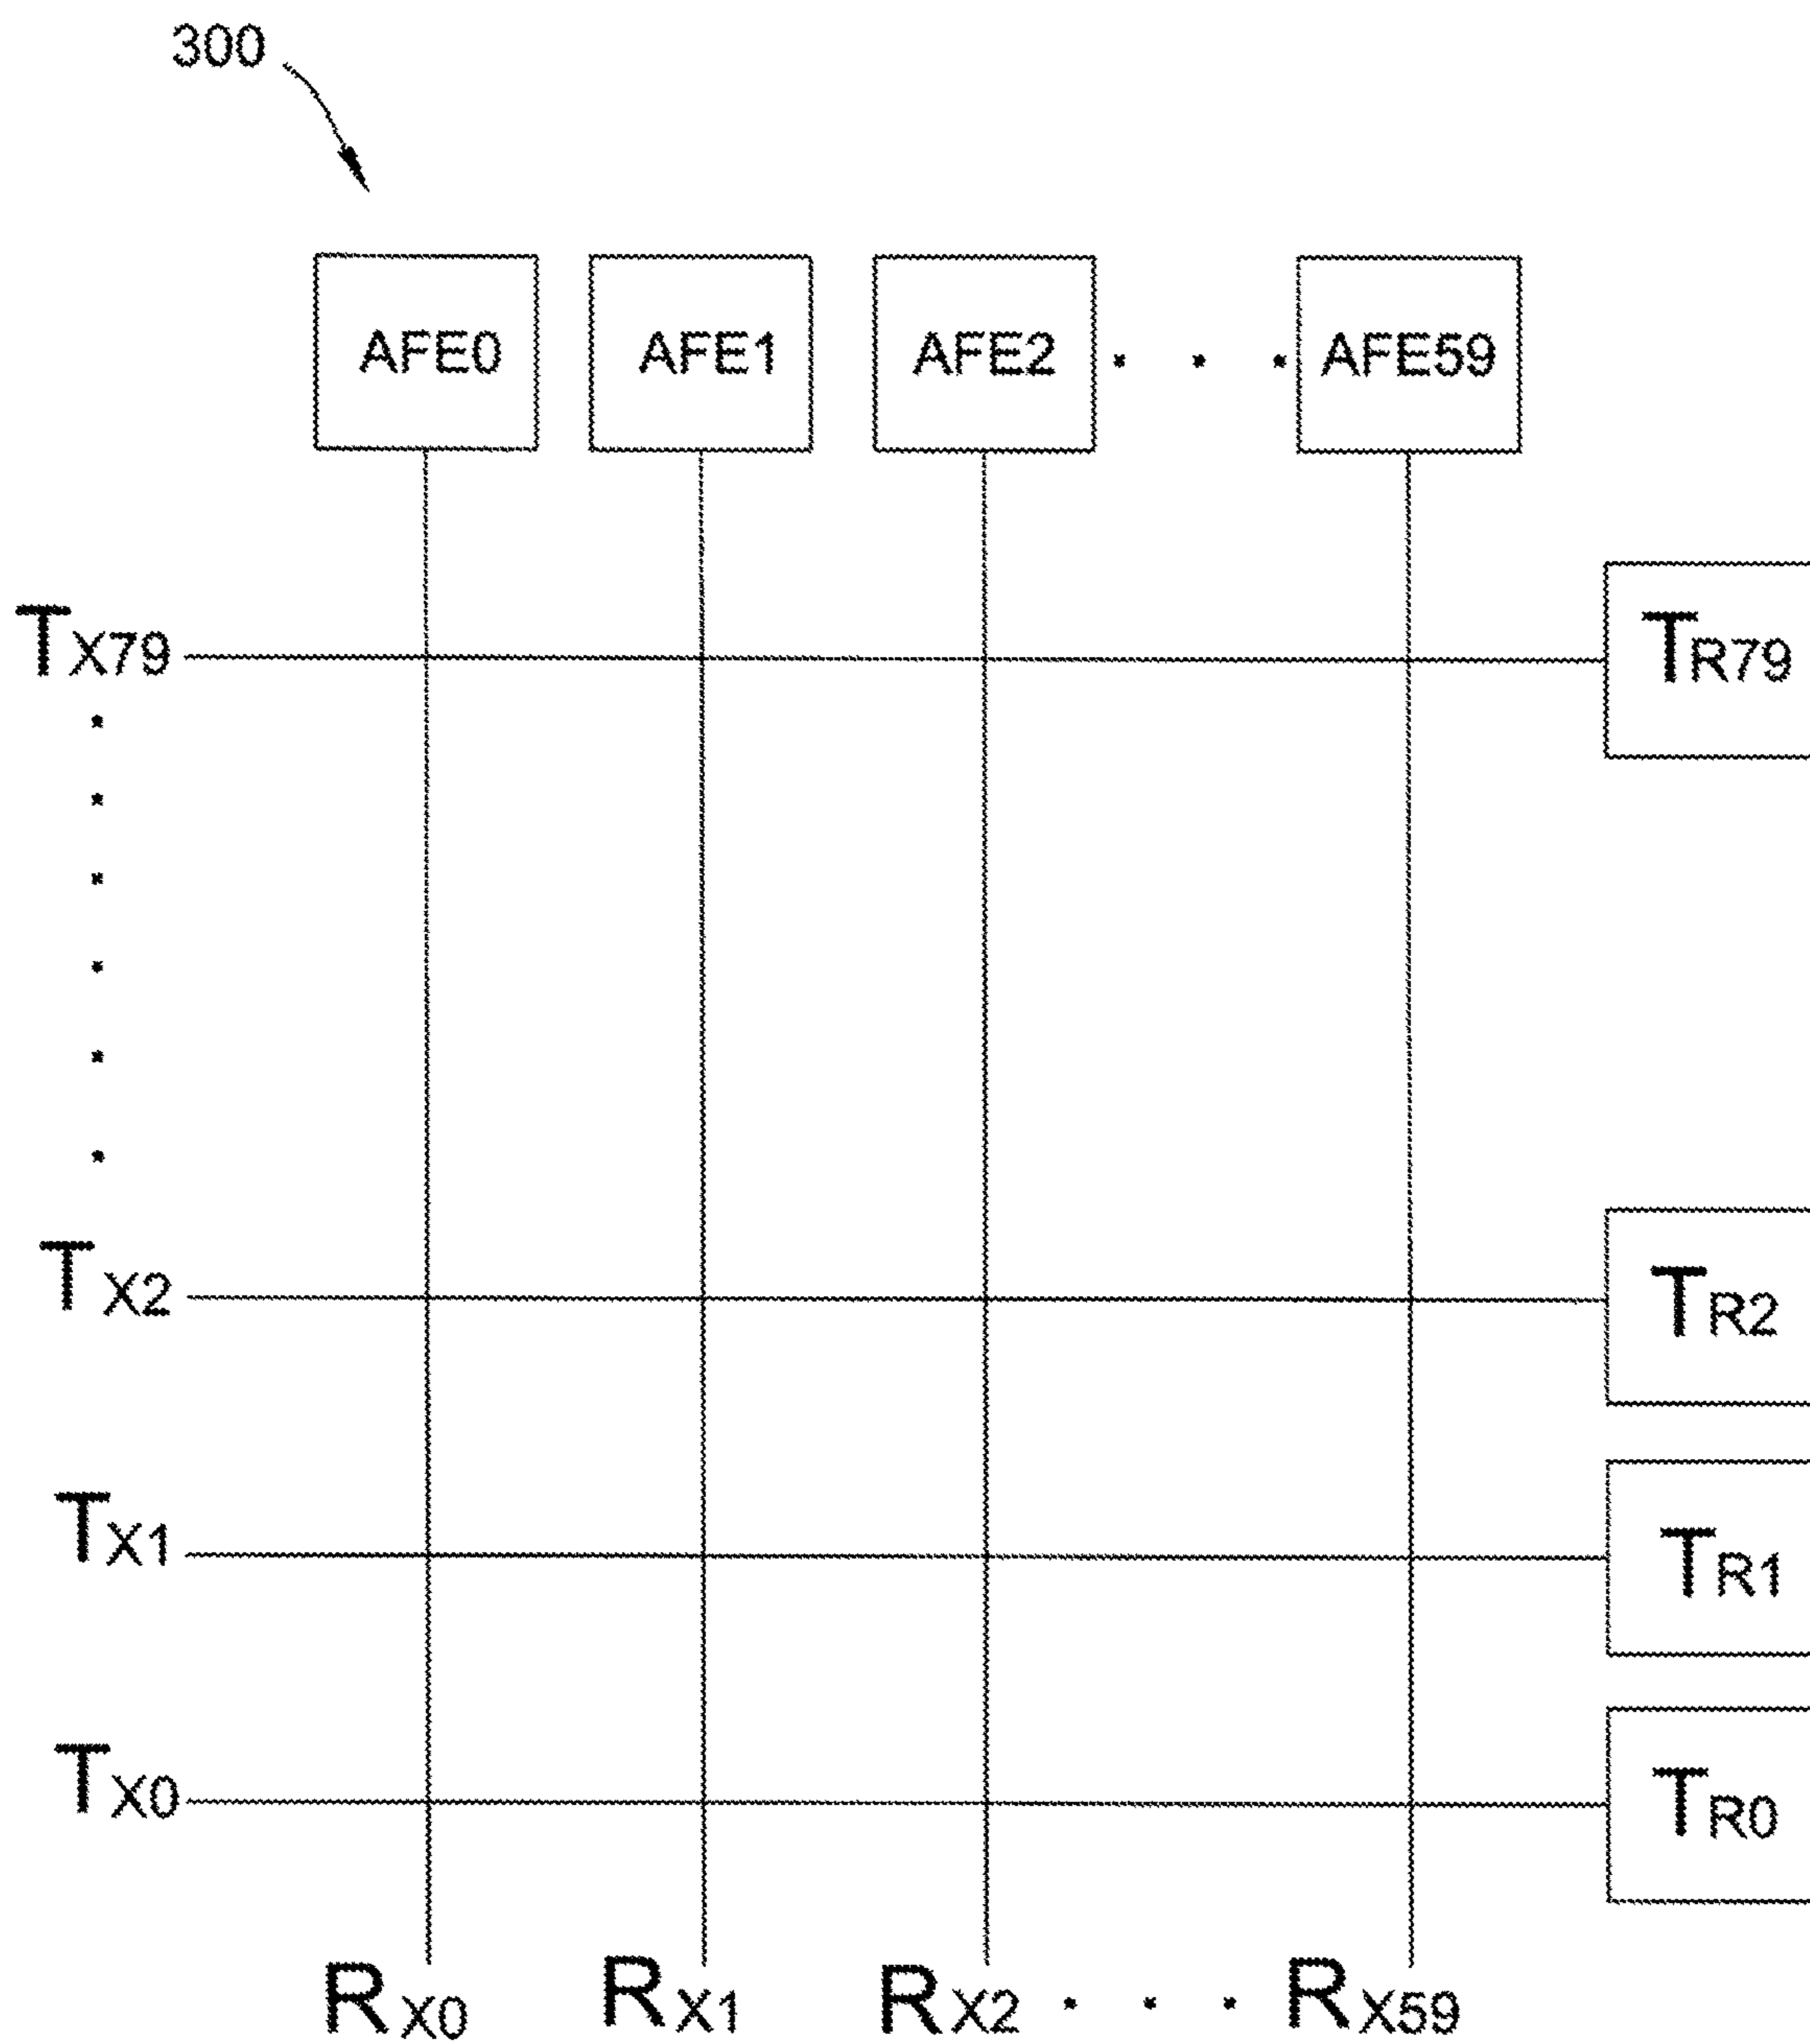 300
AFE0 AFE1 AFE2 . . . AFE59
TX79 TR79
.
.
.
.
.
.
TX2 TR2
TX1 TR1
TX0 TR0
RX0 RX1 RX2 . . . RX59